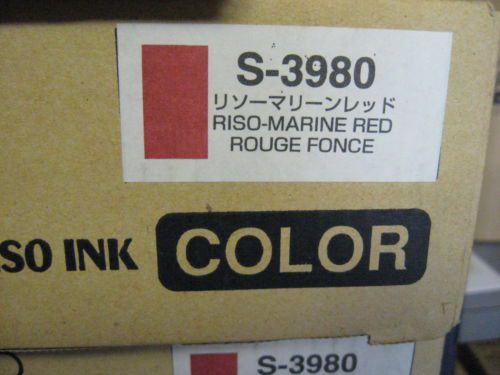 S-3980
リソーマリーンレッド
RISO-MARINE RED
ROUGE FONCE
ISO INK COLOR
S-3980